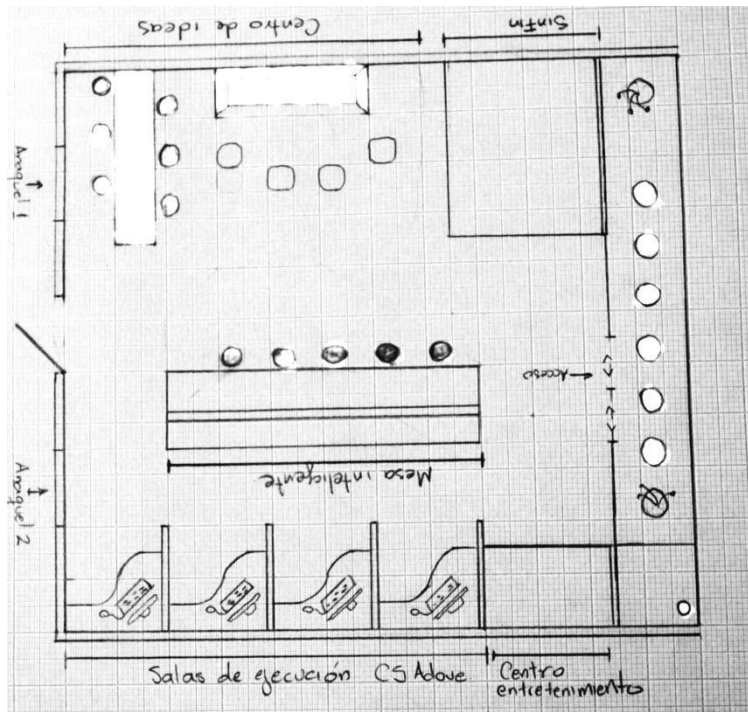 Centro de ideas
Sinfin
Anaquel 1
Acceso
Mesa inteligente
Anaquel 2
Salas de ejecución CS Adove
Centro
entretenimiento